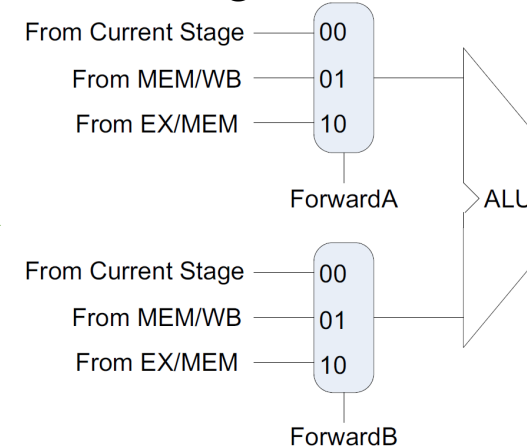 From Current Stage 00
From MEM/WB 01
From EX/MEM 10
ForwardA
ALU
From Current Stage 00
From MEM/WB 01
From EX/MEM 10
ForwardB